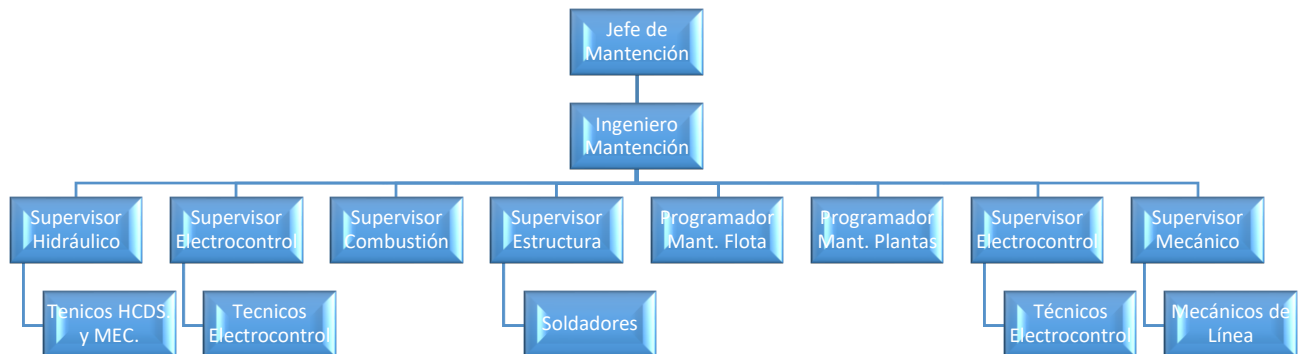 Jefe de
Mantención
Ingeniero
Mantención
Supervisor
Hidráulico
Supervisor
Electrocontrol
Supervisor
Combustión
Supervisor
Estructura
Programador
Mant. Flota
Programador
Mant. Plantas
Supervisor
Electrocontrol
Supervisor
Mecánico
Tenicos HCDS.
y MEC.
Tecnicos
Electrocontrol
Soldadores
Técnicos
Electrocontrol
Mecánicos de
Línea